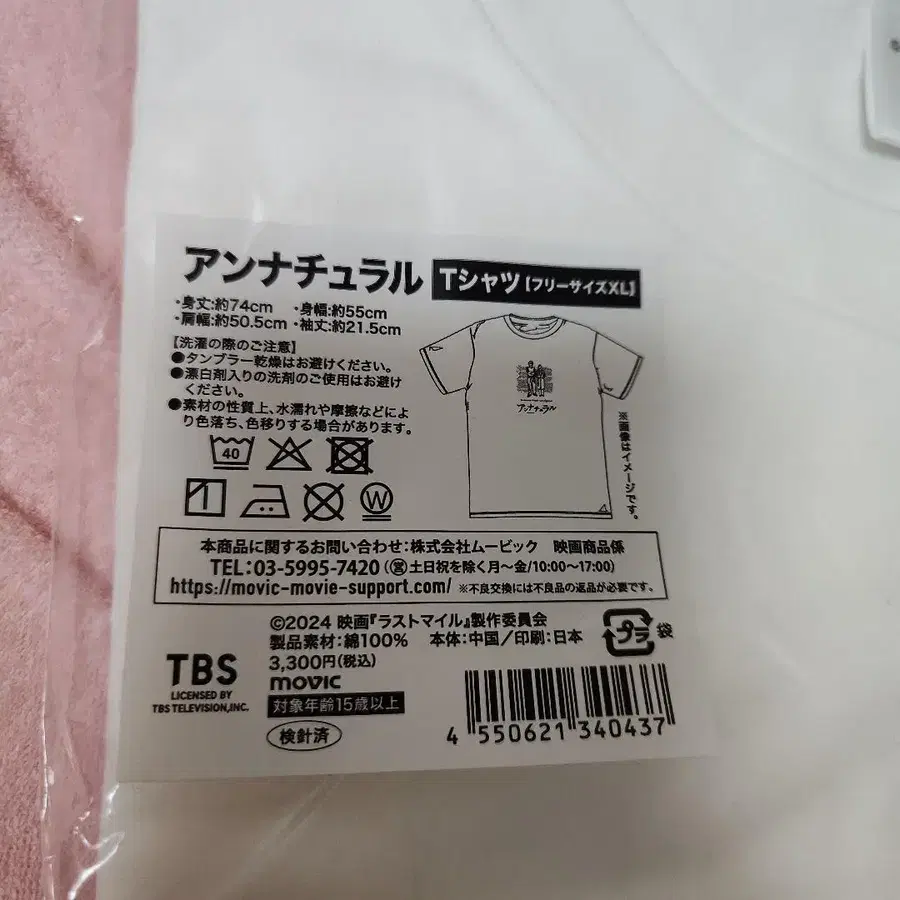 アンナチュラル Tシャツ【フリーサイズXL】
・身丈:約74cm ・身幅:約55cm
・肩幅:約50.5cm ・袖丈:約21.5cm
【洗濯の際のご注意】
●タンブラー乾燥はお避けください。
●漂白剤入りの洗剤のご使用はお避け
ください。
●素材の性質上、水濡れや摩擦などによ
り色落ち、色移りする場合があります。
40
W
アンナチュラル
※画像はイメージです。
本商品に関するお問い合わせ:株式会社ムービック 映画商品係
TEL:03-5995-7420(営)土日祝を除く月〜金/10:00〜17:00)
https://movic-movie-support.com/ ※不良交換には不良品の返品が必要です。
©2024 映画『ラストマイル』製作委員会
製品素材:綿100% 本体:中国/印刷:日本
3,300円(税込)
movic
対象年齢15歳以上
検針済
TBS
LICENSED BY
TBS TELEVISION,INC.
プラ 袋
4 550621 340437